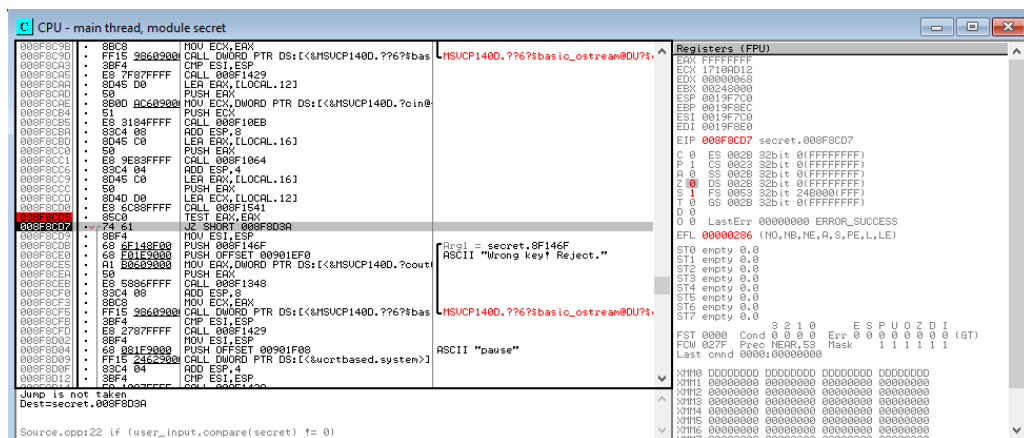 CPU - main thread, module secret
008F8C9B . 8BC8 MOV ECX,EAX
008F8C9D . FF15 98609000 CALL DWORD PTR DS:[<&MSVCP140D.??6?$bas MSVCP140D.??6?$basic_ostream@DU?$
008F8CA3 . 3BF4 CMP ESI,ESP
008F8CA5 . E8 7F87FFFF CALL 008F1429
008F8CAA . 8D45 D0 LEA EAX,[LOCAL.12]
008F8CAD . 50 PUSH EAX
008F8CAE . 8B0D AC609000 MOV ECX,DWORD PTR DS:[<&MSVCP140D.?cin@
008F8CB4 . 51 PUSH ECX
008F8CB5 . E8 3184FFFF CALL 008F10EB
008F8CBA . 83C4 08 ADD ESP,8
008F8CBD . 8D45 C0 LEA EAX,[LOCAL.16]
008F8CC0 . 50 PUSH EAX
008F8CC1 . E8 9E83FFFF CALL 008F1064
008F8CC6 . 83C4 04 ADD ESP,4
008F8CC9 . 8D45 C0 LEA EAX,[LOCAL.16]
008F8CCC . 50 PUSH EAX
008F8CCD . 8D4D D0 LEA ECX,[LOCAL.12]
008F8CD0 . E8 6C88FFFF CALL 008F1541
008F8CD5 . 85C0 TEST EAX,EAX
008F8CD7 . 74 61 JZ SHORT 008F8D3A
008F8CD9 . 8BF4 MOV ESI,ESP
008F8CDB . 68 6F148F00 PUSH 008F146F Arg1 = secret.8F146F
008F8CE0 . 68 F01E9000 PUSH OFFSET 00901EF0 ASCII "Wrong key! Reject."
008F8CE5 . A1 B0609000 MOV EAX,DWORD PTR DS:[<&MSVCP140D.?cout
008F8CEA . 50 PUSH EAX
008F8CEB . E8 5886FFFF CALL 008F1348
008F8CF0 . 83C4 08 ADD ESP,8
008F8CF3 . 8BC8 MOV ECX,EAX
008F8CF5 . FF15 98609000 CALL DWORD PTR DS:[<&MSVCP140D.??6?$bas MSVCP140D.??6?$basic_ostream@DU?$
008F8CFB . 3BF4 CMP ESI,ESP
008F8CFD . E8 2787FFFF CALL 008F1429
008F8D02 . 8BF4 MOV ESI,ESP
008F8D04 . 68 081F9000 PUSH OFFSET 00901F08 ASCII "pause"
008F8D09 . FF15 24629000 CALL DWORD PTR DS:[<&ucrtbased.system>]
008F8D0F . 83C4 04 ADD ESP,4
008F8D12 . 3BF4 CMP ESI,ESP
Jump is not taken
Dest=secret.008F8D3A
Source.cpp:22 if (user_input.compare(secret) != 0)
Registers (FPU)
EAX FFFFFFFF
ECX 1710AD12
EDX 00000068
EBX 00248000
ESP 0019F7C0
EBP 0019F8EC
ESI 0019F7C0
EDI 0019F8E0
EIP 008F8CD7 secret.008F8CD7
C 0 ES 002B 32bit 0(FFFFFFFF)
P 1 CS 0023 32bit 0(FFFFFFFF)
A 0 SS 002B 32bit 0(FFFFFFFF)
Z 0 DS 002B 32bit 0(FFFFFFFF)
S 1 FS 0053 32bit 24B000(FFF)
T 0 GS 002B 32bit 0(FFFFFFFF)
D 0
O 0 LastErr 00000000 ERROR_SUCCESS
EFL 00000286 (NO,NB,NE,A,S,PE,L,LE)
ST0 empty 0.0
ST1 empty 0.0
ST2 empty 0.0
ST3 empty 0.0
ST4 empty 0.0
ST5 empty 0.0
ST6 empty 0.0
ST7 empty 0.0
3 2 1 0 E S P U O Z D I
FST 0000 Cond 0 0 0 0 Err 0 0 0 0 0 0 0 0 (GT)
FCW 027F Prec NEAR,53 Mask 1 1 1 1 1 1
Last cmnd 0000:00000000
XMM0 DDDDDDDD DDDDDDDD DDDDDDDD DDDDDDDD
XMM1 00000000 00000000 00000000 00000000
XMM2 00000000 00000000 00000000 00000000
XMM3 00000000 00000000 00000000 00000000
XMM4 00000000 00000000 00000000 00000000
XMM5 00000000 00000000 00000000 00000000
XMM6 00000000 00000000 00000000 00000000